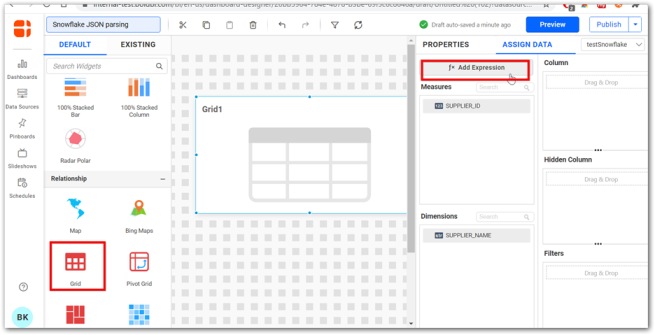 Snowflake JSON parsing
Draft auto-saved a minute ago
Preview
Publish
Dashboards
Data Sources
Pinboards
Slideshows
Schedules
BK
DEFAULT
EXISTING
Search Widgets
100% Stacked
Bar
100% Stacked
Column
Radar Polar
Relationship
Map
Bing Maps
Grid
Pivot Grid
Grid1
PROPERTIES
ASSIGN DATA
testSnowflake
Add Expression
Measures
Search
SUPPLIER_ID
Dimensions
Search
SUPPLIER_NAME
Column
Drag & Drop
Hidden Column
Drag & Drop
Filters
Drag & Drop